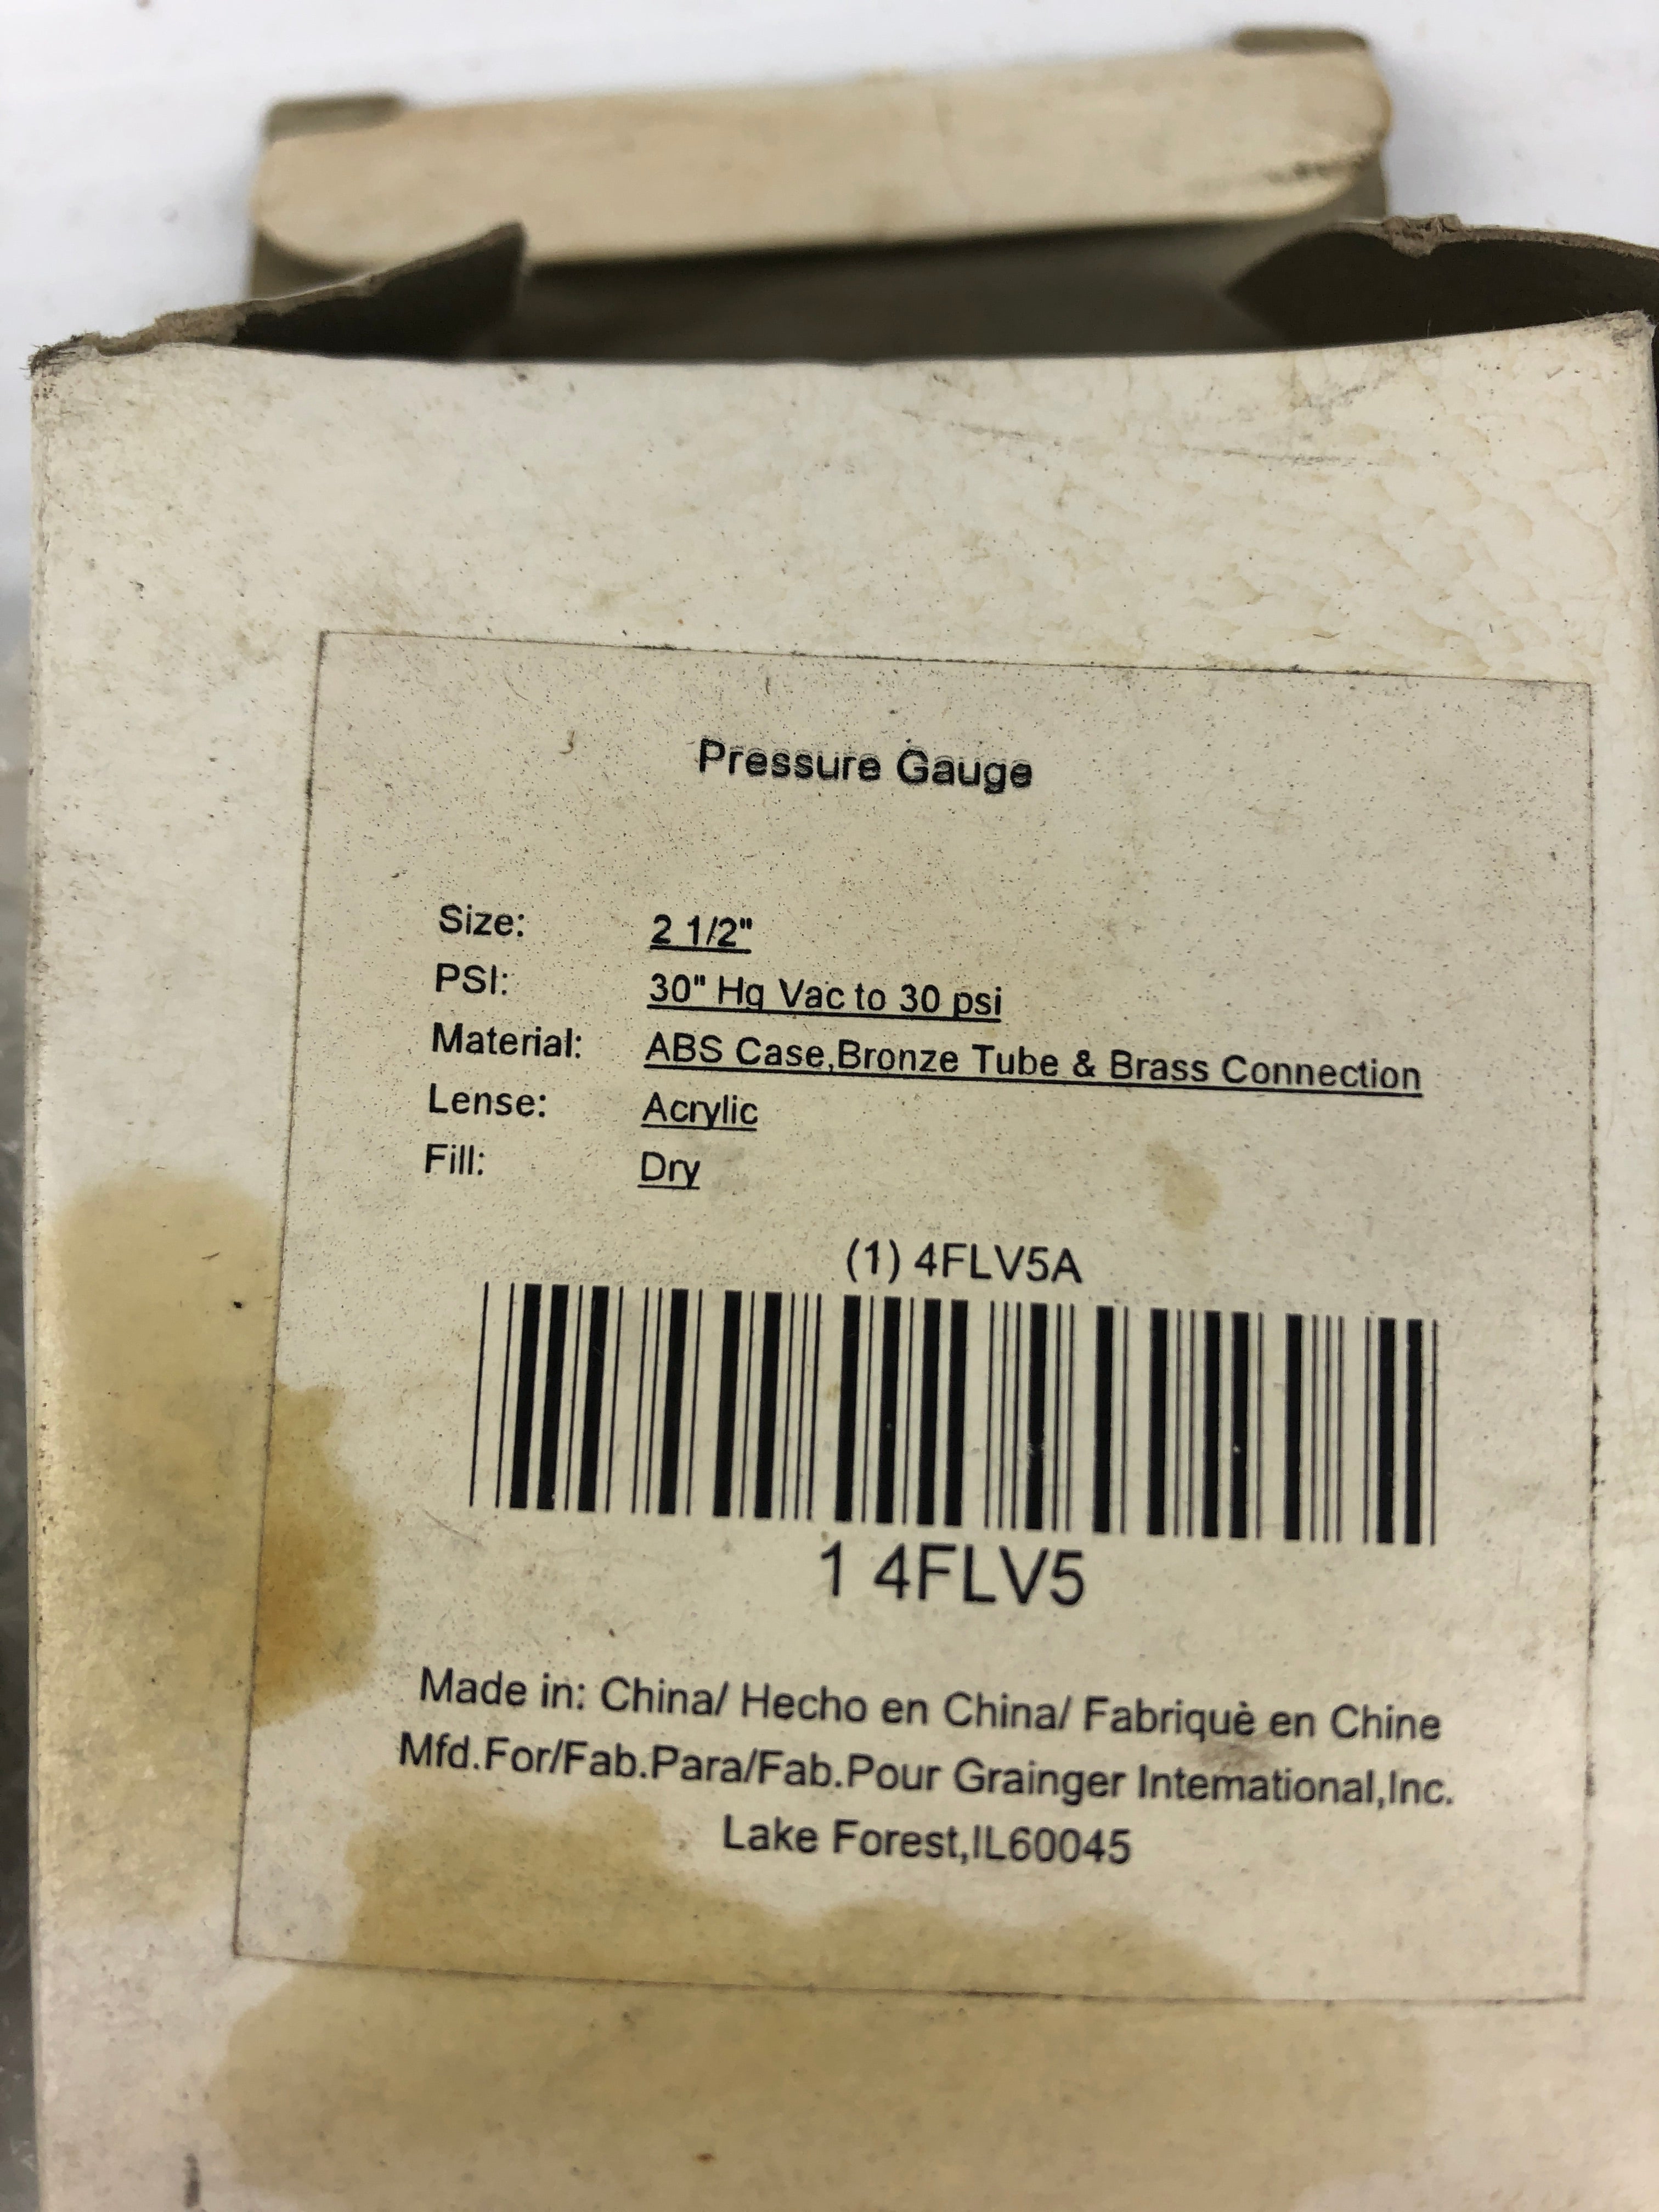 Pressure Gauge
Size: 2 1/2"
PSI: 30" Hg Vac to 30 psi
Material: ABS Case,Bronze Tube & Brass Connection
Lense: Acrylic
Fill: Dry
(1) 4FLV5A
1 4FLV5
Made in: China/ Hecho en China/ Fabriquè en Chine
Mfd.For/Fab.Para/Fab.Pour Grainger International,Inc.
Lake Forest,IL60045